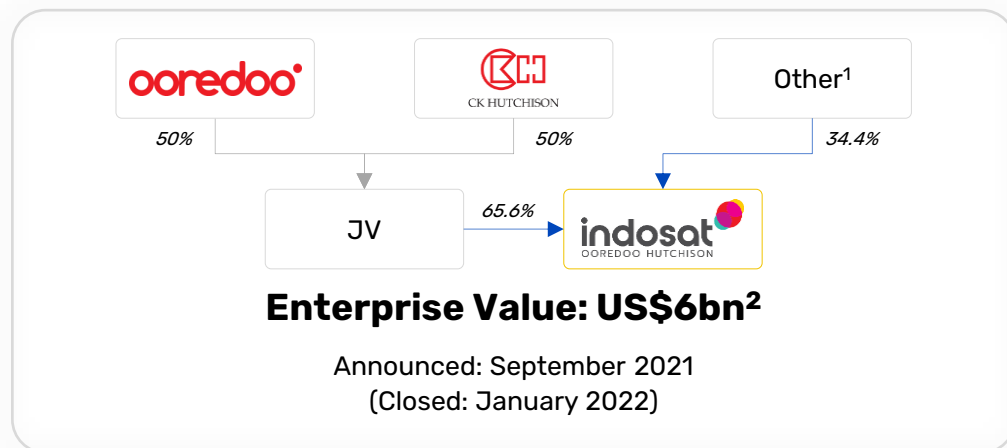 ooredoo
CK HUTCHISON
Other¹
50%
50%
34.4%
JV
65.6%
indosat
OOREDOO HUTCHISON
Enterprise Value: US$6bn²
Announced: September 2021
(Closed: January 2022)